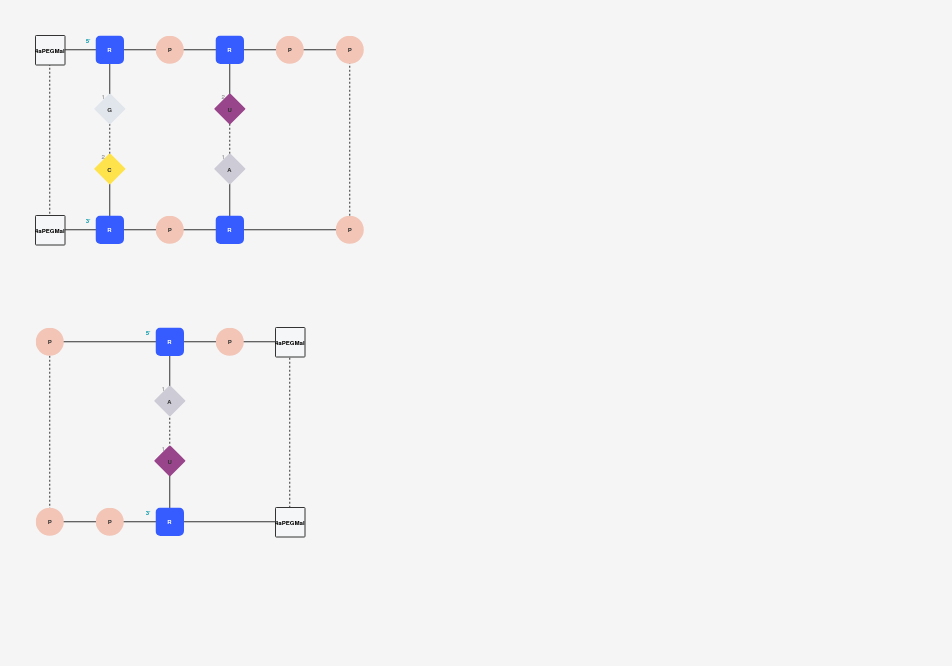 5'
4aPEGMal R P R P P
1 2
G U
2 1
C A
3'
4aPEGMal R P R P
5'
P R P 4aPEGMal
1
A
1
U
3'
P P R 4aPEGMal